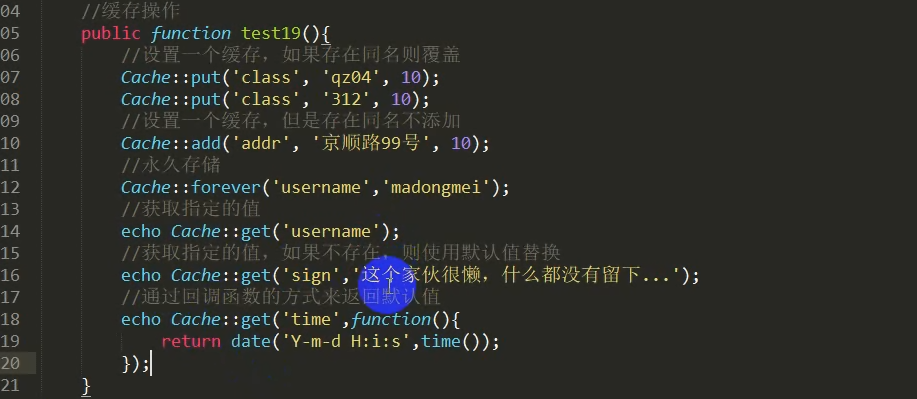 04 //缓存操作
05 public function test19(){
06 //设置一个缓存，如果存在同名则覆盖
07 Cache::put('class', 'qz04', 10);
08 Cache::put('class', '312', 10);
09 //设置一个缓存，但是存在同名不添加
10 Cache::add('addr', '京顺路99号', 10);
11 //永久存储
12 Cache::forever('username','madongmei');
13 //获取指定的值
14 echo Cache::get('username');
15 //获取指定的值，如果不存在，则使用默认值替换
16 echo Cache::get('sign','这个家伙很懒，什么都没有留下...');
17 //通过回调函数的方式来返回默认值
18 echo Cache::get('time',function(){
19 return date('Y-m-d H:i:s',time());
20 });
21 }